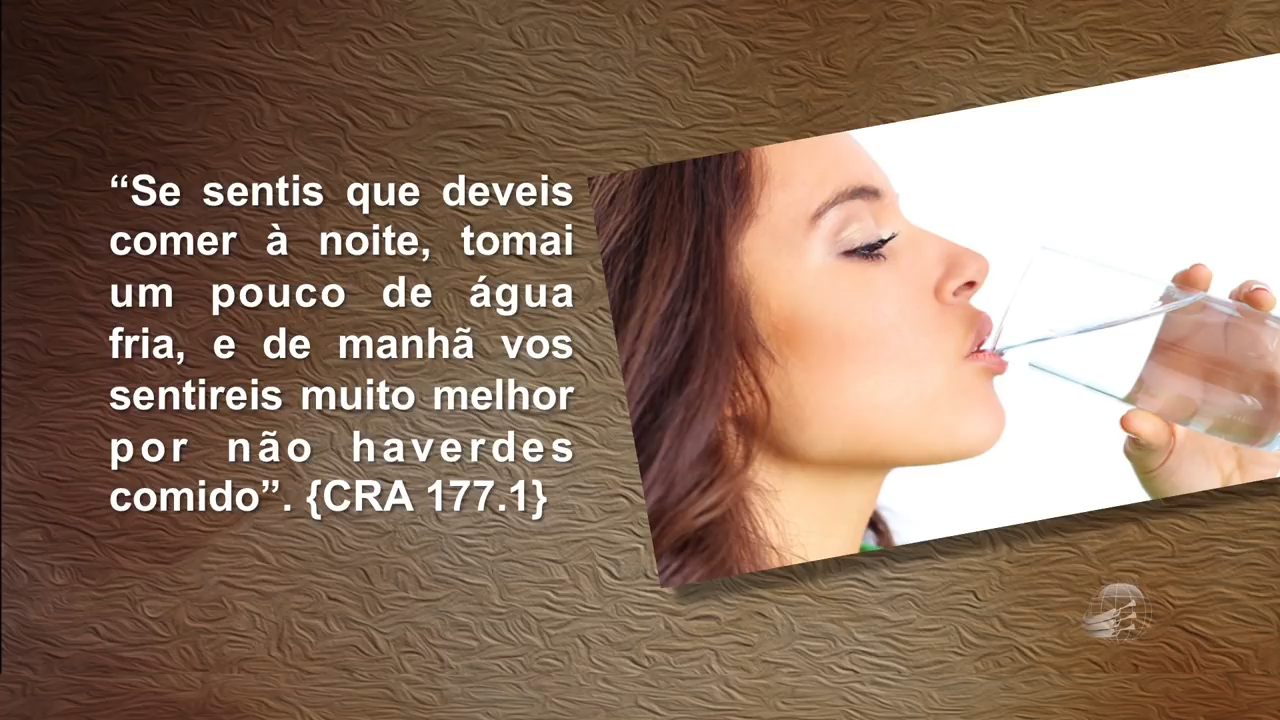 “Se sentis que deveis
comer à noite, tomai
um pouco de água
fria, e de manhã vos
sentireis muito melhor
por não haverdes
comido”. {CRA 177.1}